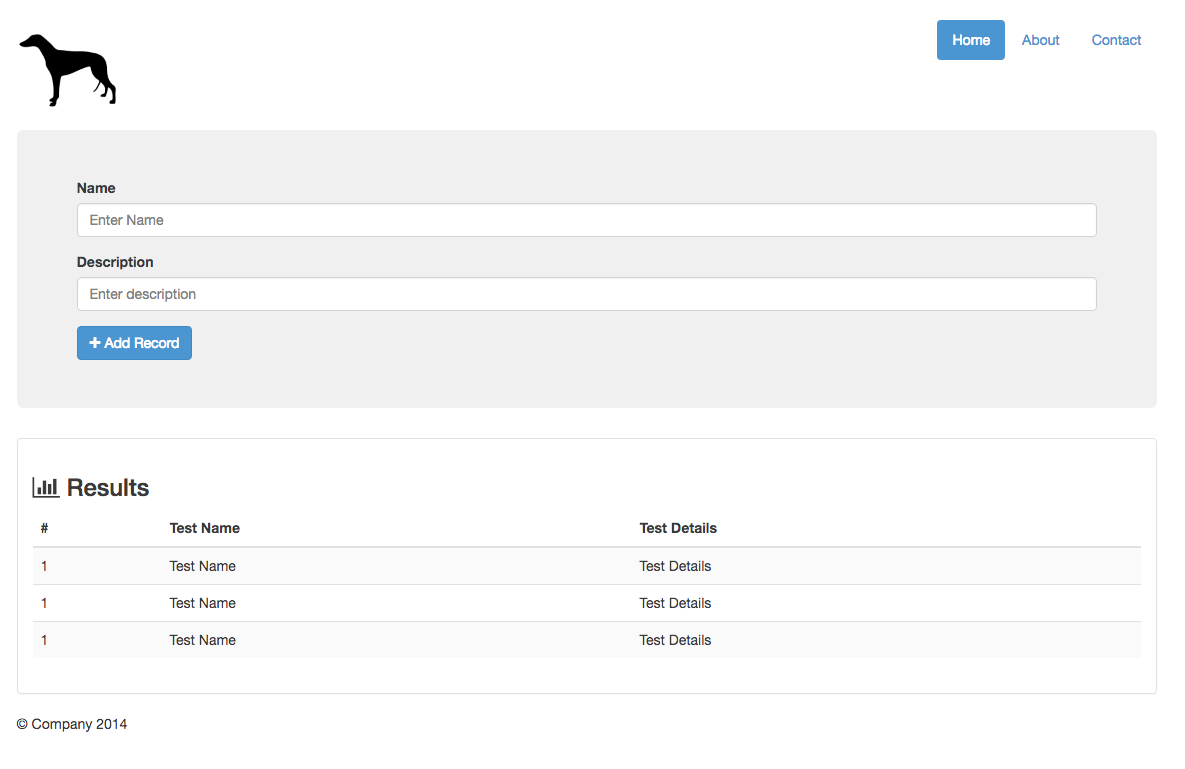 Home About Contact
Name
Enter Name
Description
Enter description
Add Record
Results
# Test Name Test Details
1 Test Name Test Details
1 Test Name Test Details
1 Test Name Test Details
© Company 2014